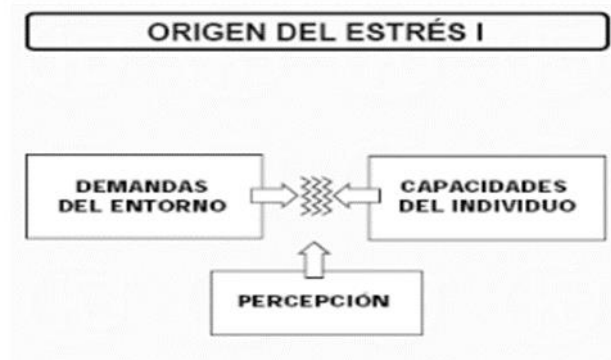 ORIGEN DEL ESTRÉS I
DEMANDAS
DEL ENTORNO
CAPACIDADES
DEL INDIVIDUO
PERCEPCIÓN